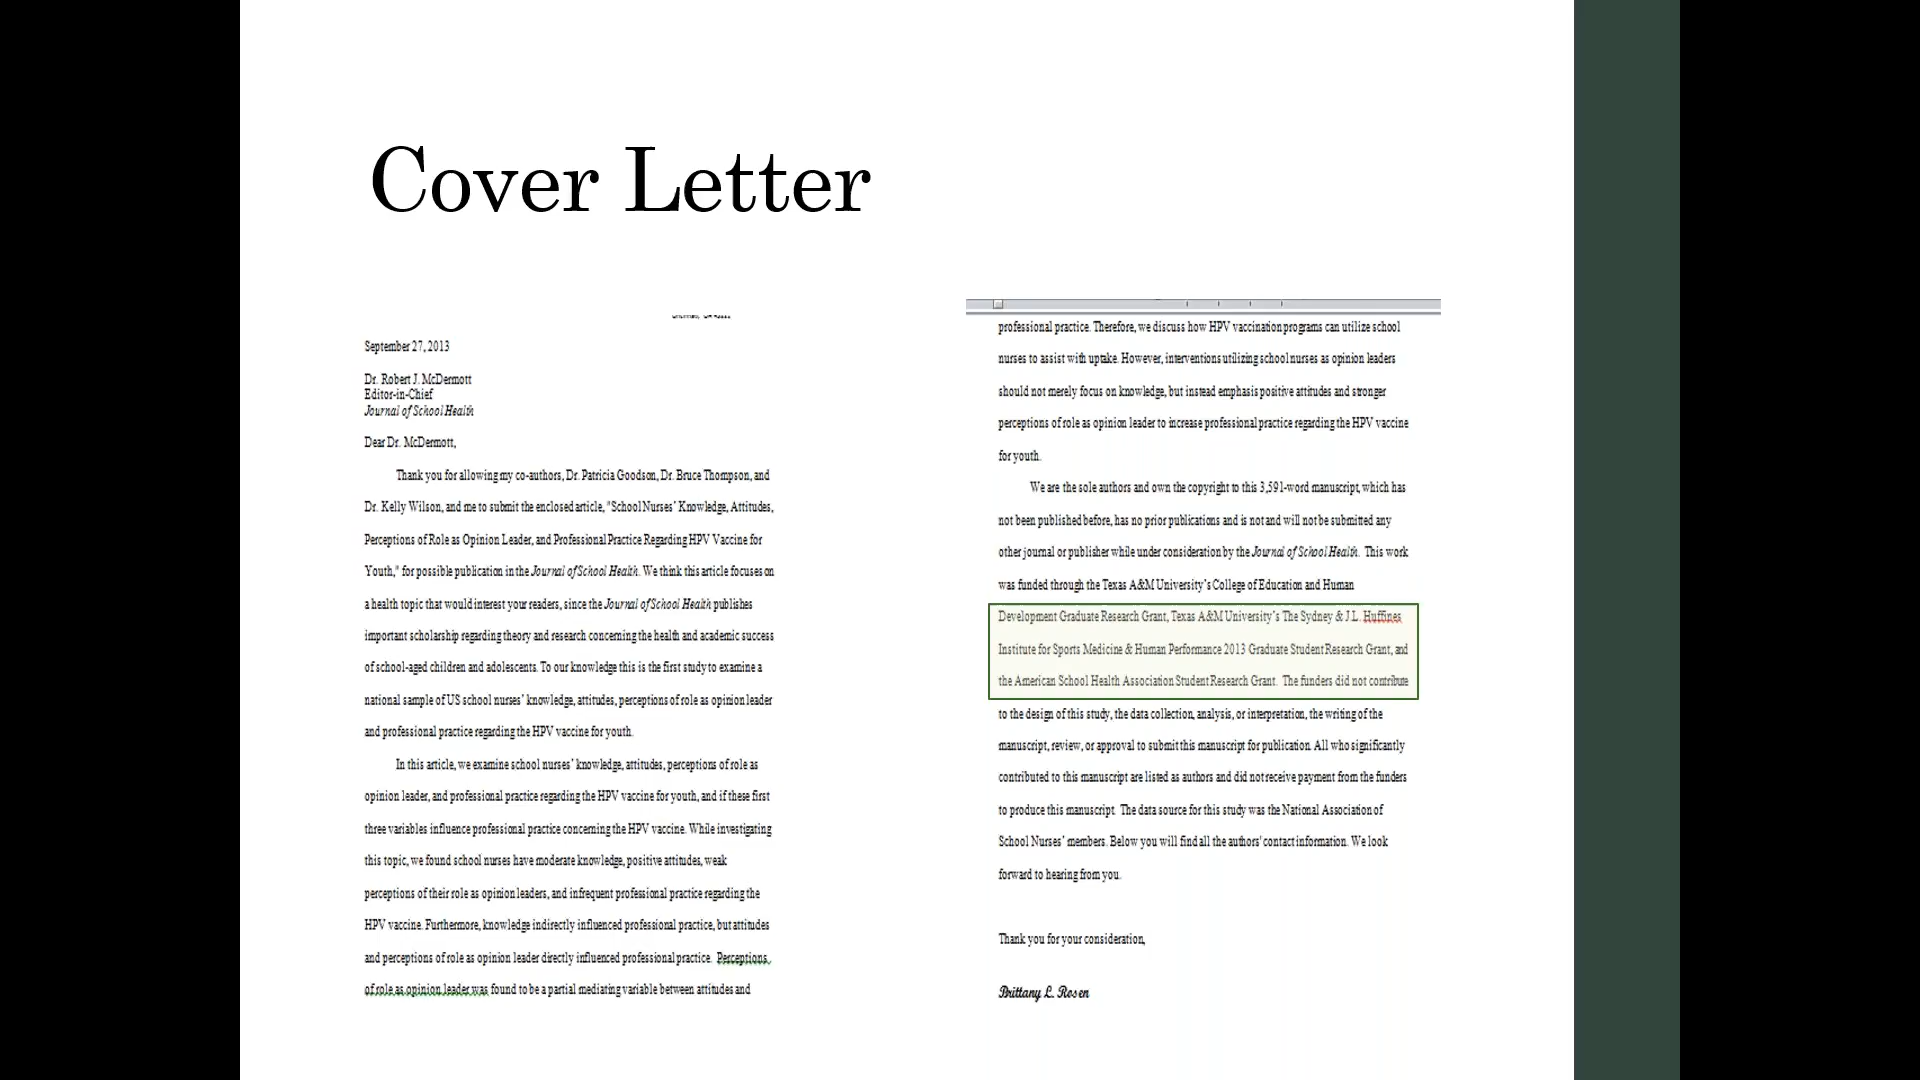 Cover Letter
September 27, 2013
Dr. Robert J. McDermott
Editor-in-Chief
Journal of School Health
Dear Dr. McDermott,
Thank you for allowing my co-authors, Dr. Patricia Goodson, Dr. Bruce Thompson, and
Dr. Kelly Wilson, and me to submit the enclosed article, "School Nurses' Knowledge, Attitudes,
Perceptions of Role as Opinion Leader, and Professional Practice Regarding HPV Vaccine for
Youth," for possible publication in the Journal of School Health. We think this article focuses on
a health topic that would interest your readers, since the Journal of School Health publishes
important scholarship regarding theory and research concerning the health and academic success
of school-aged children and adolescents. To our knowledge this is the first study to examine a
national sample of US school nurses' knowledge, attitudes, perceptions of role as opinion leader
and professional practice regarding the HPV vaccine for youth.
In this article, we examine school nurses' knowledge, attitudes, perceptions of role as
opinion leader, and professional practice regarding the HPV vaccine for youth, and if these first
three variables influence professional practice concerning the HPV vaccine. While investigating
this topic, we found school nurses have moderate knowledge, positive attitudes, weak
perceptions of their role as opinion leaders, and infrequent professional practice regarding the
HPV vaccine. Furthermore, knowledge indirectly influenced professional practice, but attitudes
and perceptions of role as opinion leader directly influenced professional practice. Perceptions
of role as opinion leader was found to be a partial mediating variable between attitudes and
professional practice. Therefore, we discuss how HPV vaccination programs can utilize school
nurses to assist with uptake. However, interventions utilizing school nurses as opinion leaders
should not merely focus on knowledge, but instead emphasis positive attitudes and stronger
perceptions of role as opinion leader to increase professional practice regarding the HPV vaccine
for youth.
We are the sole authors and own the copyright to this 3,591-word manuscript, which has
not been published before, has no prior publications and is not and will not be submitted any
other journal or publisher while under consideration by the Journal of School Health. This work
was funded through the Texas A&M University's College of Education and Human
Development Graduate Research Grant, Texas A&M University's The Sydney & J.L. Huffines
Institute for Sports Medicine & Human Performance 2013 Graduate Student Research Grant, and
the American School Health Association Student Research Grant. The funders did not contribute
to the design of this study, the data collection, analysis, or interpretation, the writing of the
manuscript, review, or approval to submit this manuscript for publication. All who significantly
contributed to this manuscript are listed as authors and did not receive payment from the funders
to produce this manuscript. The data source for this study was the National Association of
School Nurses' members. Below you will find all the authors' contact information. We look
forward to hearing from you.
Thank you for your consideration,
Brittany L. Rosen